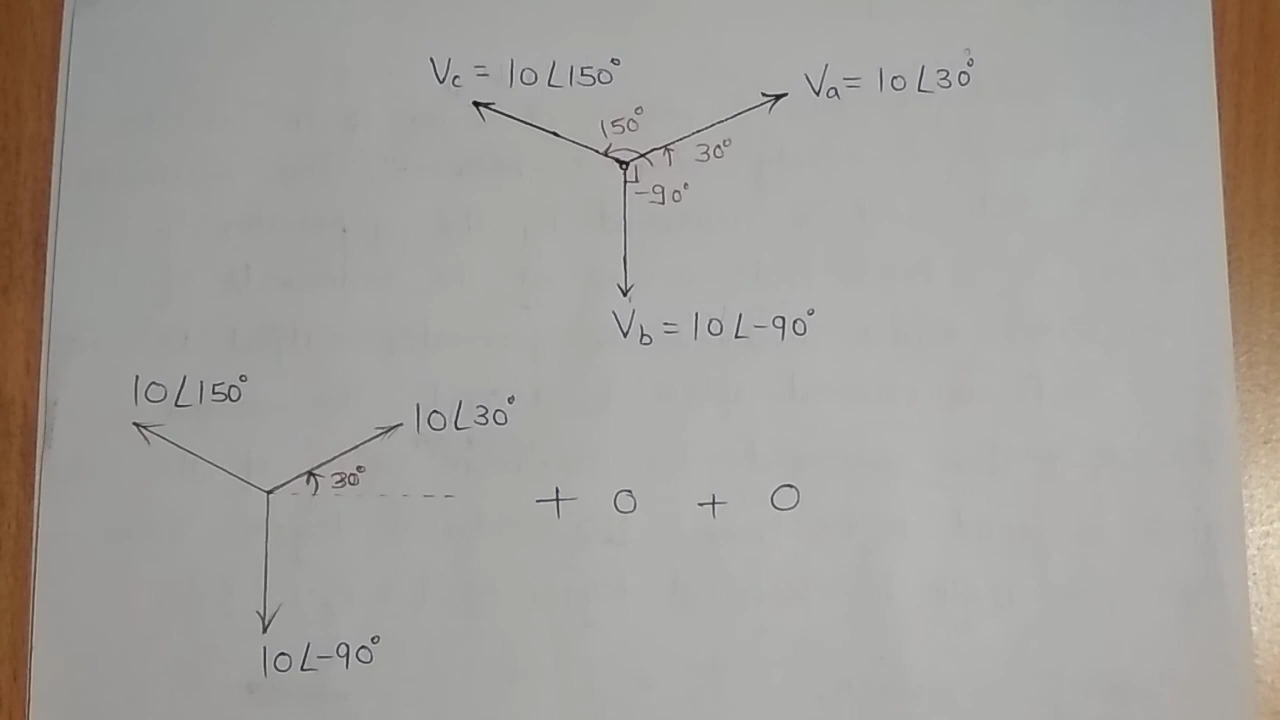 Vc = 10∠150° Va = 10∠30°
150°
30°
-90°
Vb = 10∠-90°
10∠150°
10∠30°
30°
+ 0 + 0
10∠-90°